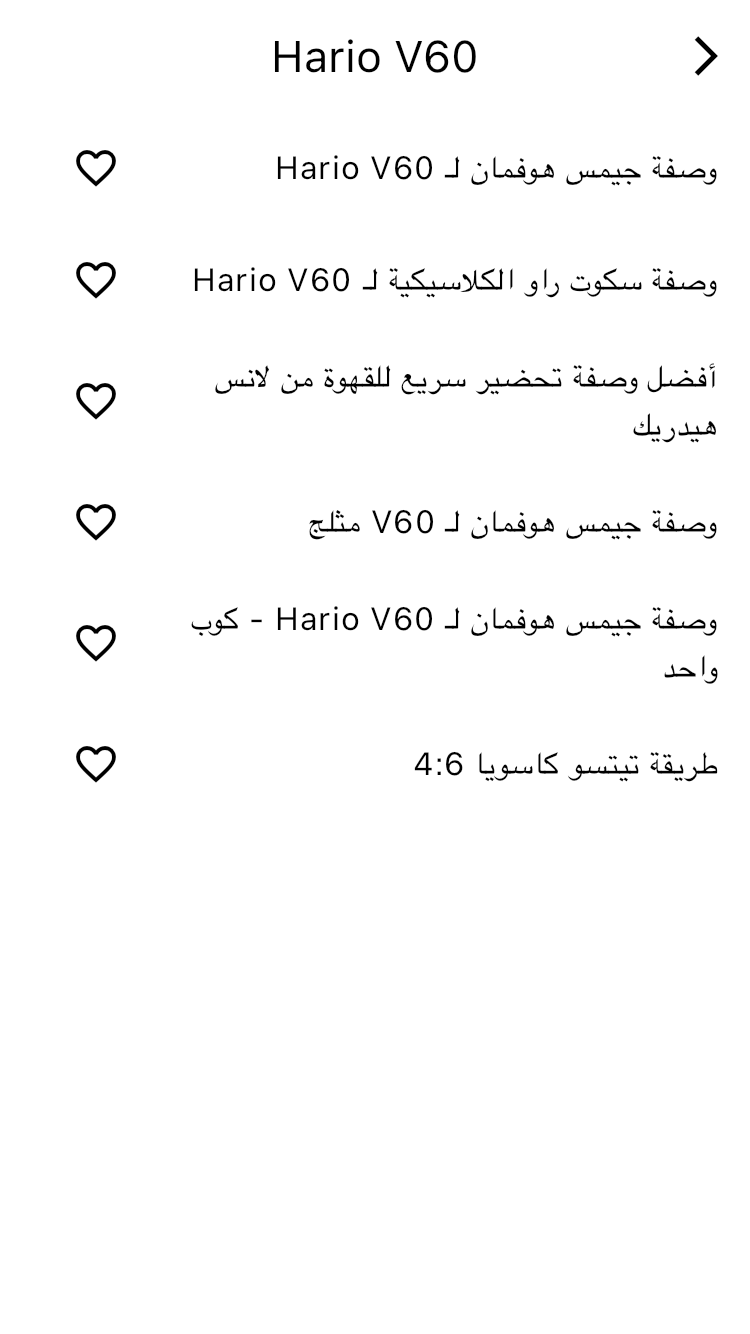 Hario V60
وصفة جيمس هوفمان لـ Hario V60
وصفة سكوت راو الكلاسيكية لـ Hario V60
أفضل وصفة تحضير سريع للقهوة من لانس
هيدريك
وصفة جيمس هوفمان لـ V60 مثلج
وصفة جيمس هوفمان لـ Hario V60 - كوب
واحد
طريقة تيتسو كاسويا 4:6